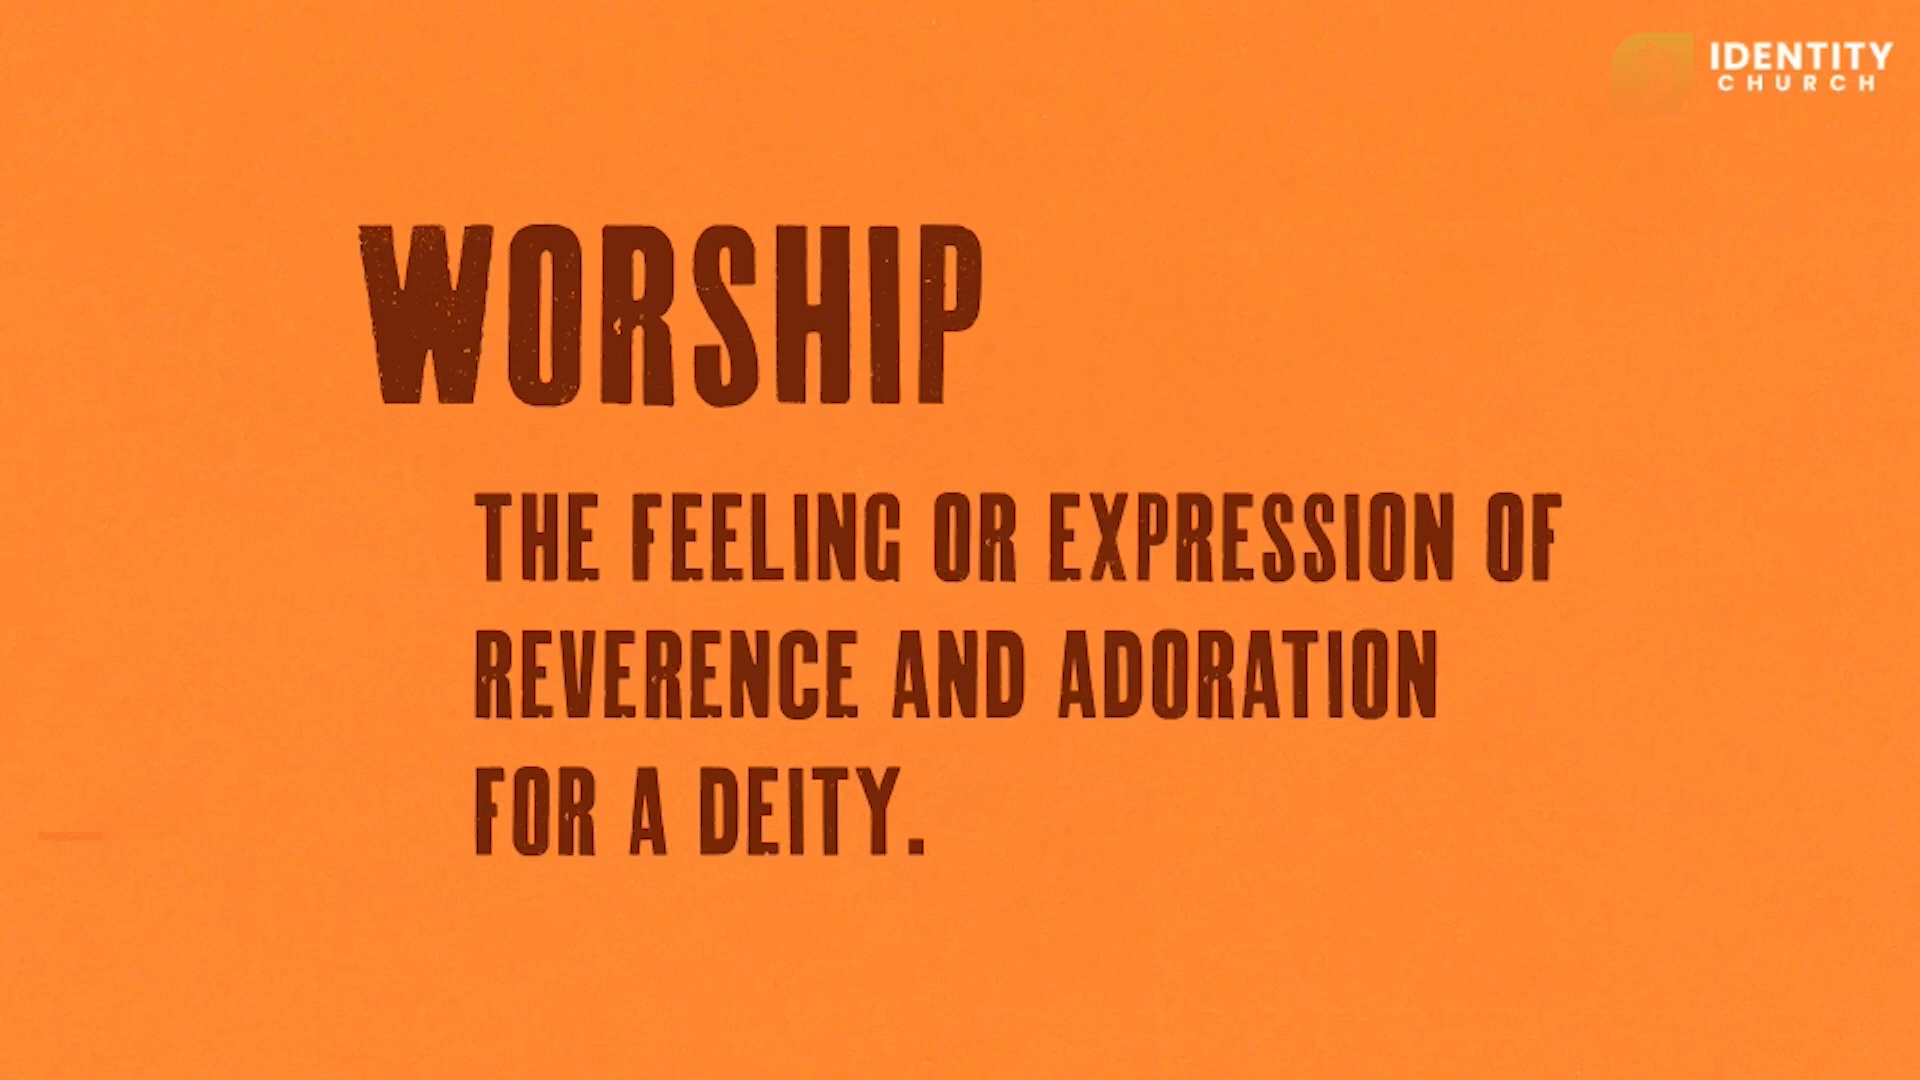 IDENTITY
CHURCH
WORSHIP
THE FEELING OR EXPRESSION OF
REVERENCE AND ADORATION
FOR A DEITY.